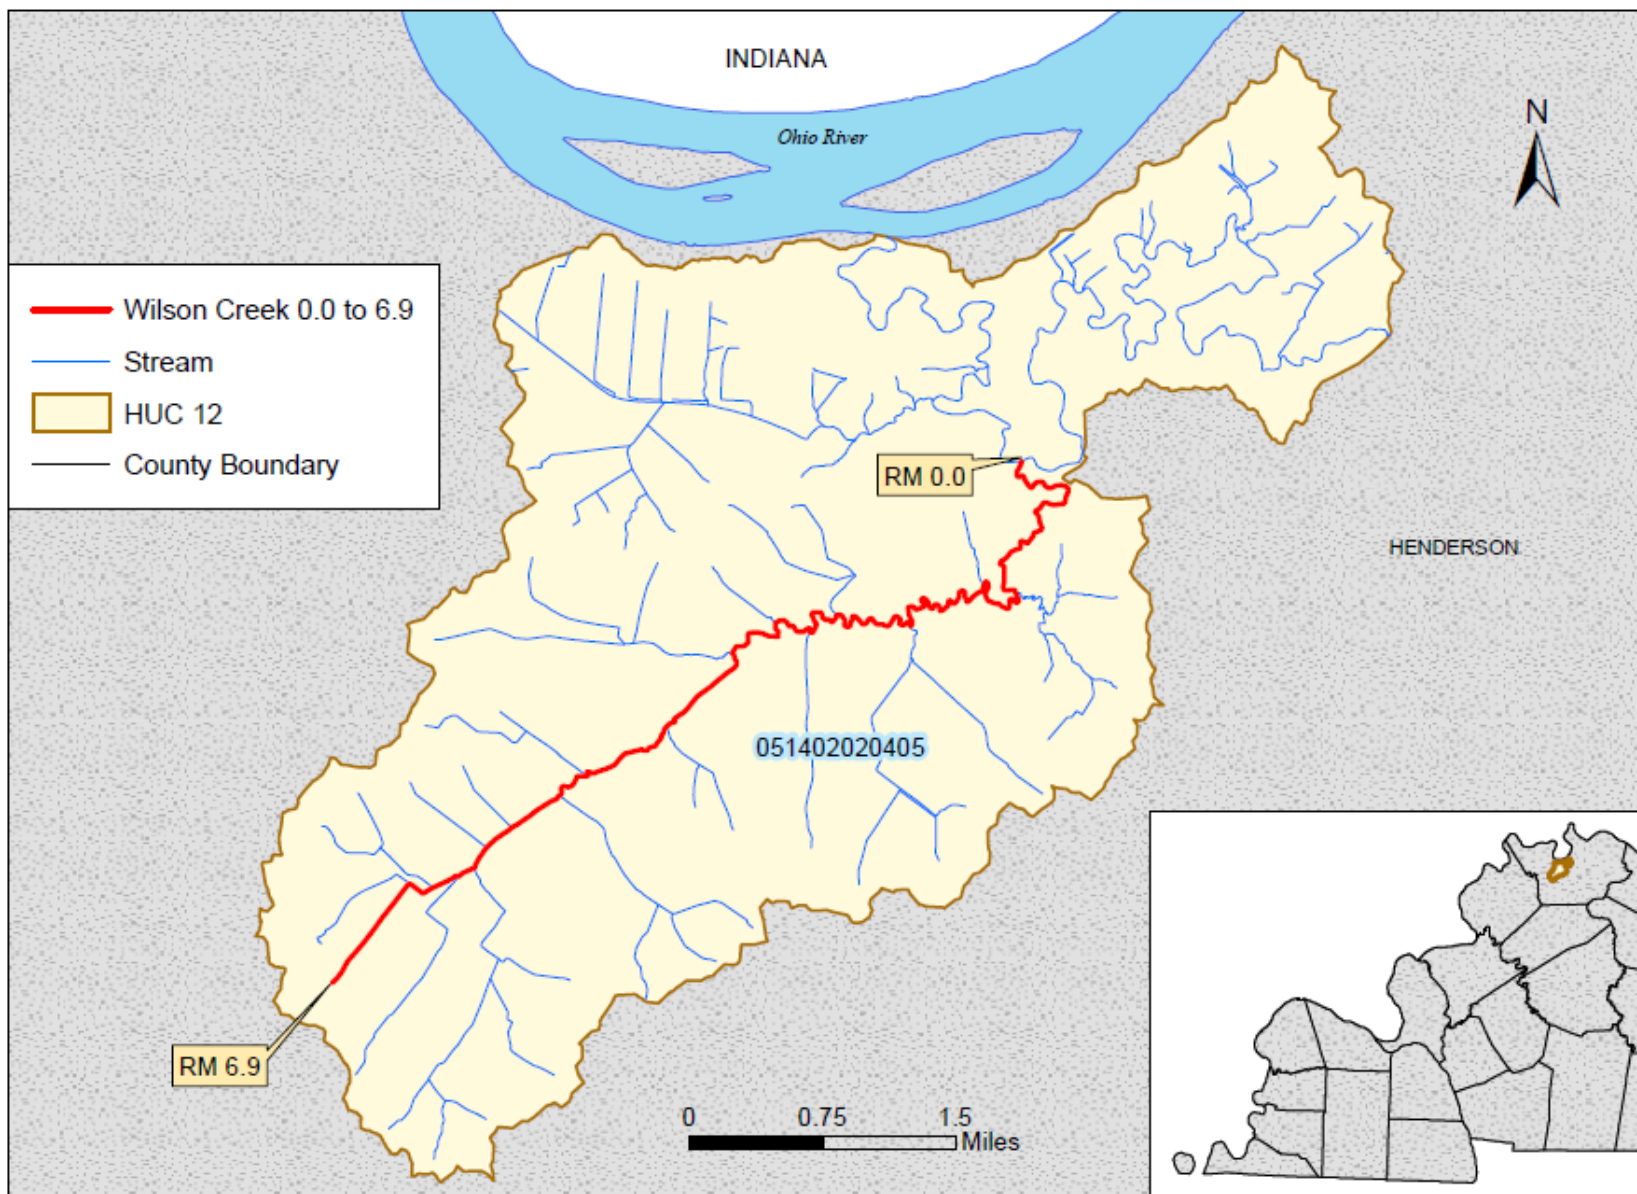 INDIANA
Ohio River
N
Wilson Creek 0.0 to 6.9
Stream
HUC 12
County Boundary
RM 0.0
HENDERSON
051402020405
RM 6.9
0 0.75 1.5
Miles